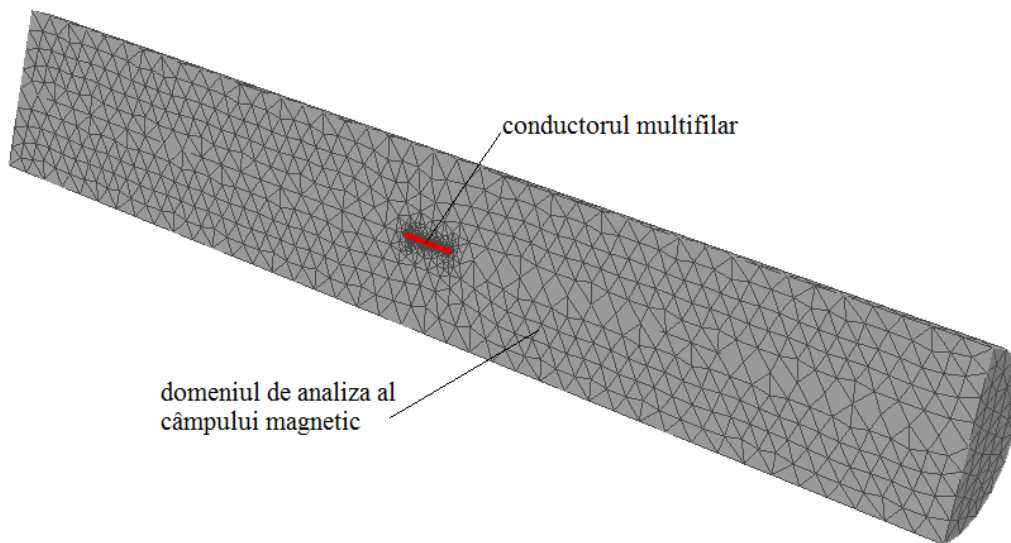 conductorul multifilar
domeniul de analiza al
câmpului magnetic